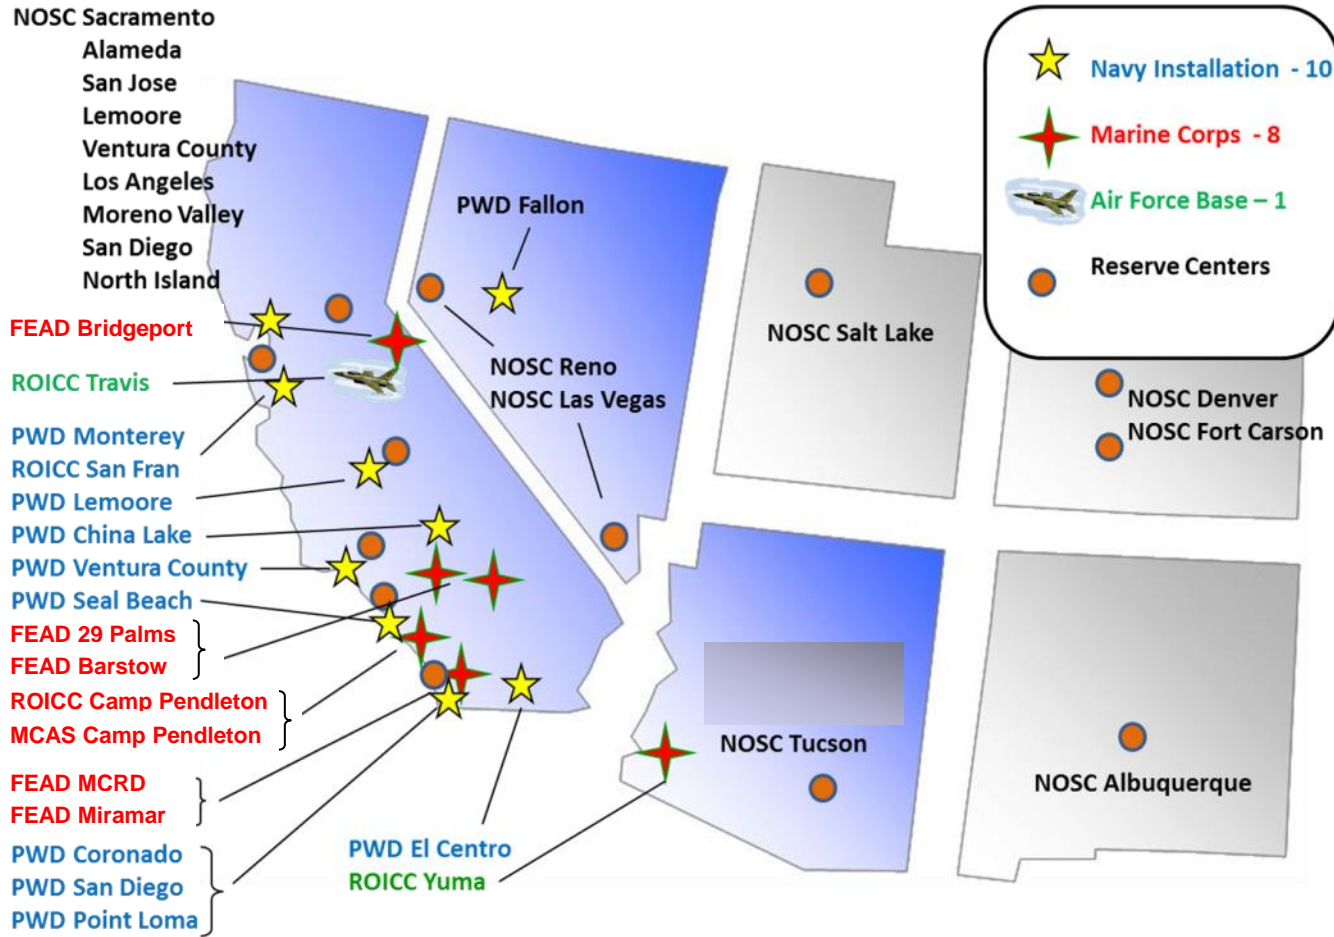 NOSC Sacramento
Alameda
San Jose
Lemoore
Ventura County
Los Angeles
Moreno Valley
San Diego
North Island
FEAD Bridgeport
ROICC Travis
PWD Monterey
ROICC San Fran
PWD Lemoore
PWD China Lake
PWD Ventura County
PWD Seal Beach
FEAD 29 Palms
FEAD Barstow
ROICC Camp Pendleton
MCAS Camp Pendleton
FEAD MCRD
FEAD Miramar
PWD Coronado
PWD San Diego
PWD Point Loma
PWD El Centro
ROICC Yuma
PWD Fallon
NOSC Reno
NOSC Las Vegas
NOSC Salt Lake
NOSC Tucson
NOSC Denver
NOSC Fort Carson
NOSC Albuquerque
Navy Installation - 10
Marine Corps - 8
Air Force Base – 1
Reserve Centers